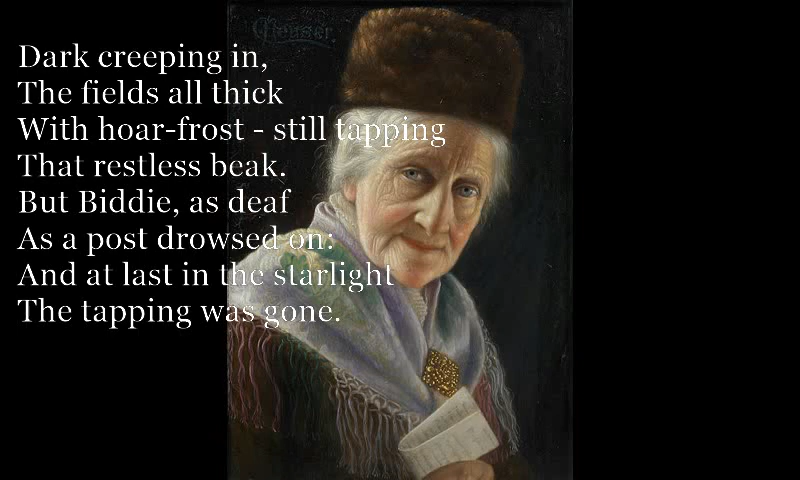 Dark creeping in,
The fields all thick
With hoar-frost - still tapping
That restless beak.
But Biddie, as deaf
As a post drowsed on:
And at last in the starlight
The tapping was gone.